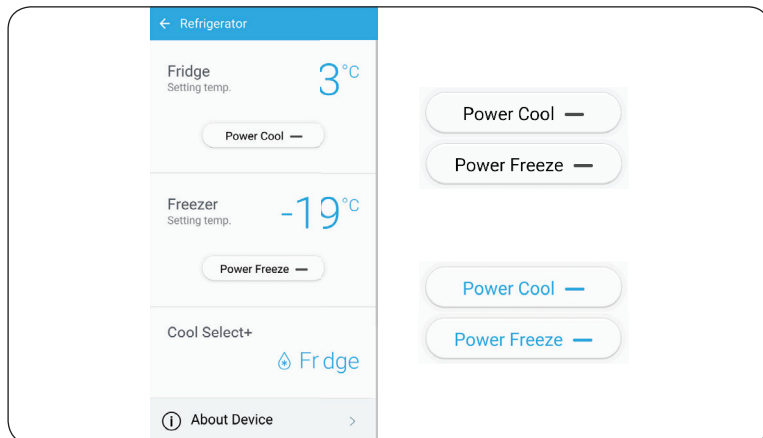 Refrigerator
Fridge
3°C
Setting temp.
Power Cool
Freezer
-19°C
Setting temp.
Power Freeze
Cool Select+
Fr dge
About Device
Power Cool
Power Freeze
Power Cool
Power Freeze